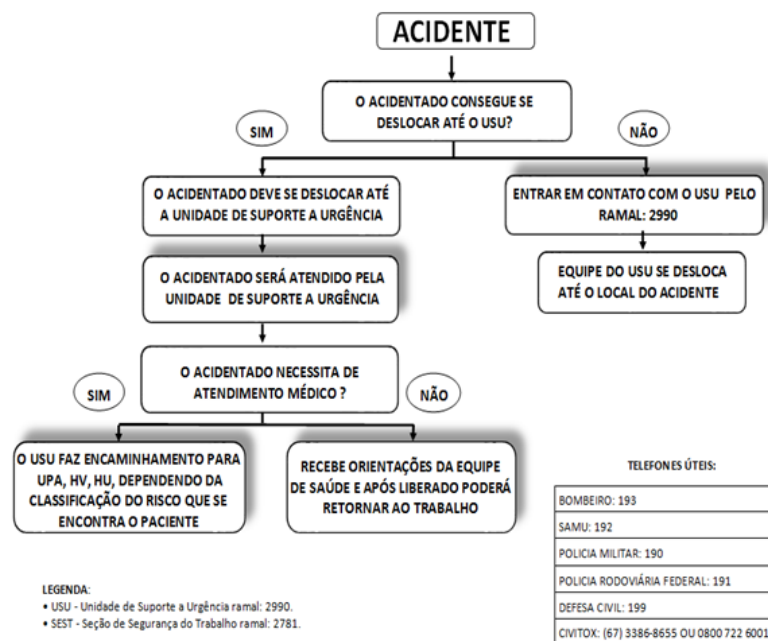 ACIDENTE
O ACIDENTADO CONSEGUE SE
DESLOCAR ATÉ O USU?
SIM
NÃO
O ACIDENTADO DEVE SE DESLOCAR ATÉ
A UNIDADE DE SUPORTE A URGÊNCIA
ENTRAR EM CONTATO COM O USU PELO
RAMAL: 2990
O ACIDENTADO SERÁ ATENDIDO PELA
UNIDADE DE SUPORTE A URGÊNCIA
EQUIPE DO USU SE DESLOCA
ATÉ O LOCAL DO ACIDENTE
O ACIDENTADO NECESSITA DE
ATENDIMENTO MÉDICO ?
SIM
NÃO
O USU FAZ ENCAMINHAMENTO PARA
UPA, HV, HU, DEPENDENDO DA
CLASSIFICAÇÃO DO RISCO QUE SE
ENCONTRA O PACIENTE
RECEBE ORIENTAÇÕES DA EQUIPE
DE SAÚDE E APÓS LIBERADO PODERÁ
RETORNAR AO TRABALHO
TELEFONES ÚTEIS:
BOMBEIRO: 193
SAMU: 192
POLICIA MILITAR: 190
POLICIA RODOVIÁRIA FEDERAL: 191
DEFESA CIVIL: 199
CIVITOX: (67) 3386-8655 OU 0800 722 6001
LEGENDA:
• USU - Unidade de Suporte a Urgência ramal: 2990.
• SEST - Seção de Segurança do Trabalho ramal: 2781.